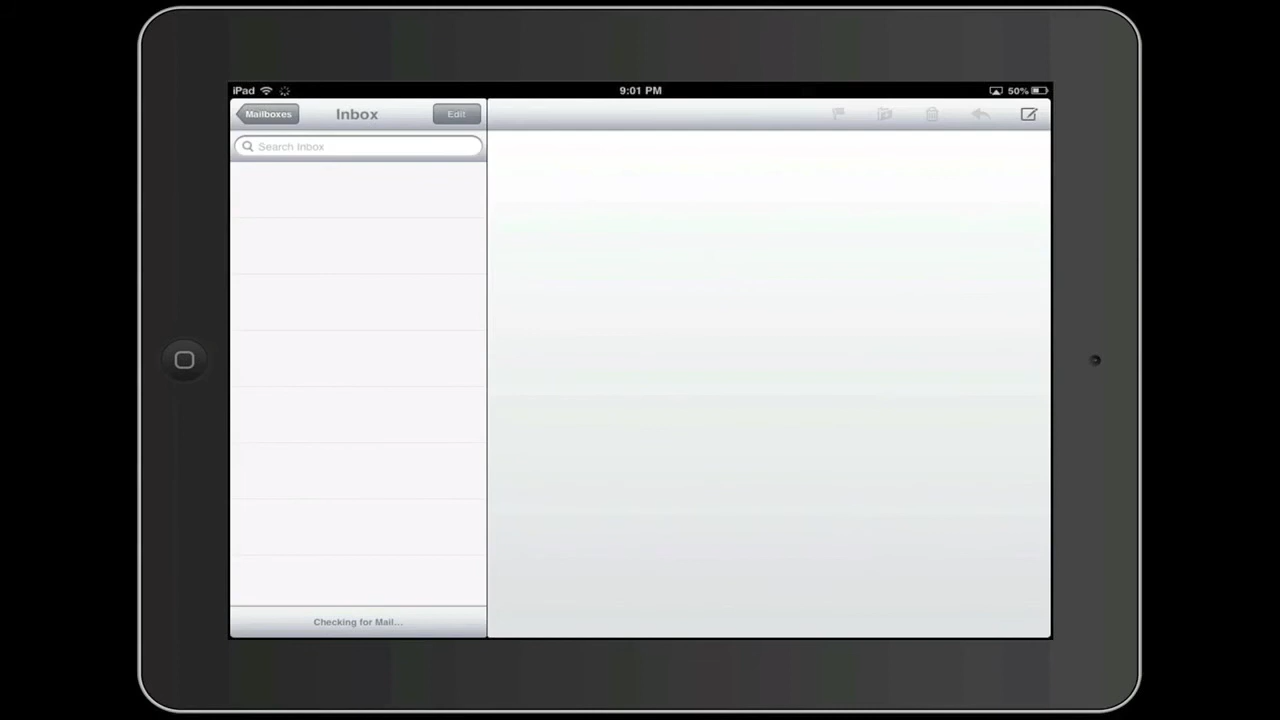 iPad 9:01 PM 50%
Mailboxes Inbox Edit
Search Inbox
Checking for Mail...